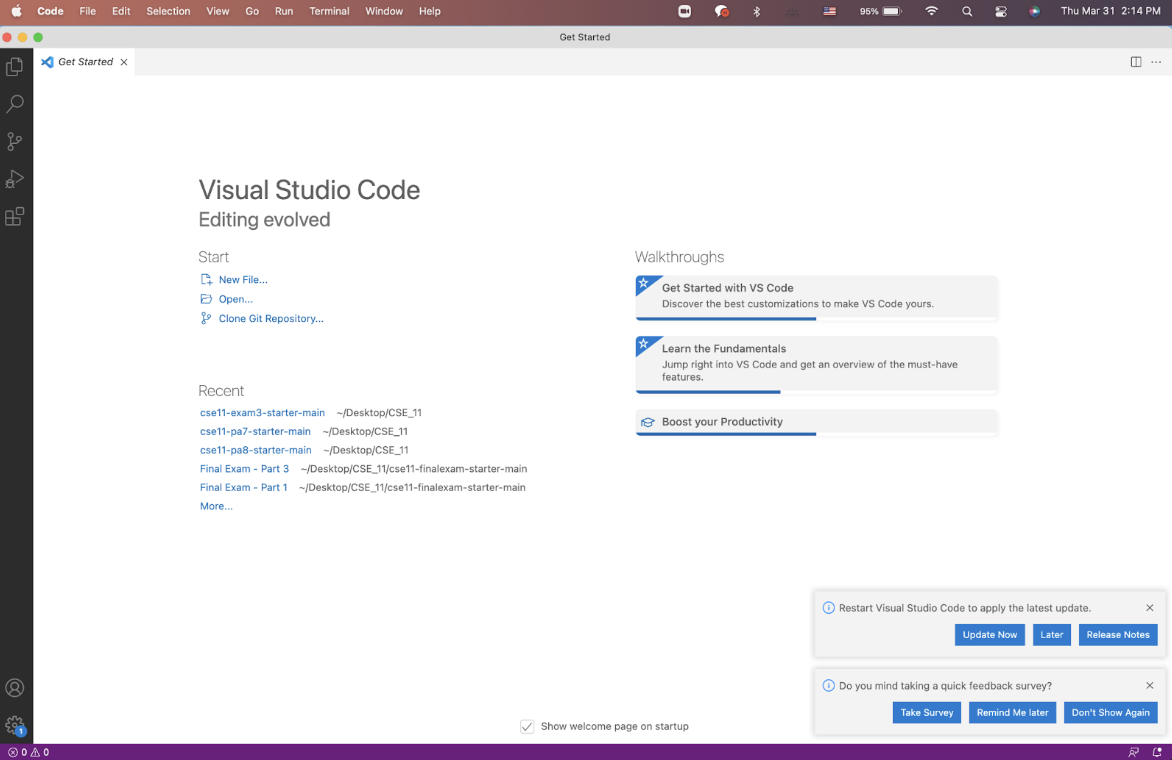 Code File Edit Selection View Go Run Terminal Window Help 95% Thu Mar 31 2:14 PM
Get Started
Get Started
Visual Studio Code
Editing evolved
Start
New File...
Open...
Clone Git Repository...
Recent
cse11-exam3-starter-main ~/Desktop/CSE_11
cse11-pa7-starter-main ~/Desktop/CSE_11
cse11-pa8-starter-main ~/Desktop/CSE_11
Final Exam - Part 3 ~/Desktop/CSE_11/cse11-finalexam-starter-main
Final Exam - Part 1 ~/Desktop/CSE_11/cse11-finalexam-starter-main
More...
Walkthroughs
Get Started with VS Code
Discover the best customizations to make VS Code yours.
Learn the Fundamentals
Jump right into VS Code and get an overview of the must-have
features.
Boost your Productivity
Restart Visual Studio Code to apply the latest update.
Update Now Later Release Notes
Do you mind taking a quick feedback survey?
Take Survey Remind Me later Don't Show Again
Show welcome page on startup
1
0 0